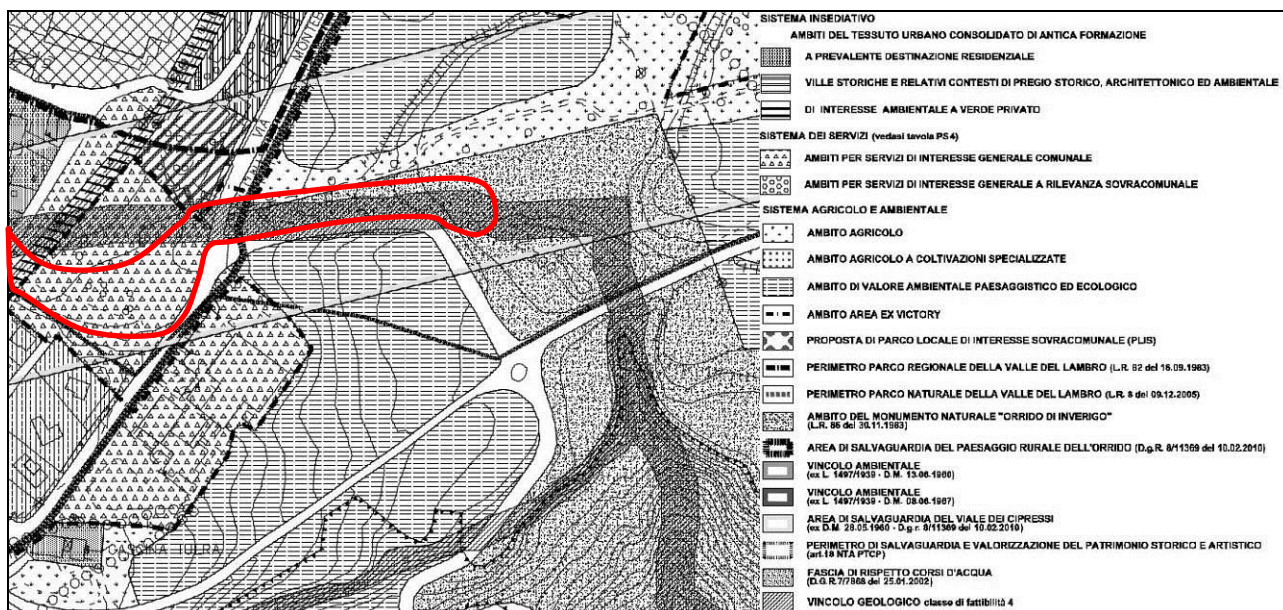 SISTEMA INSEDIATIVO
AMBITI DEL TESSUTO URBANO CONSOLIDATO DI ANTICA FORMAZIONE
A PREVALENTE DESTINAZIONE RESIDENZIALE
VILLE STORICHE E RELATIVI CONTESTI DI PREGIO STORICO, ARCHITETTONICO ED AMBIENTALE
DI INTERESSE AMBIENTALE A VERDE PRIVATO
SISTEMA DEI SERVIZI (vedasi tavola PS4)
AMBITI PER SERVIZI DI INTERESSE GENERALE COMUNALE
AMBITI PER SERVIZI DI INTERESSE GENERALE A RILEVANZA SOVRACOMUNALE
SISTEMA AGRICOLO E AMBIENTALE
AMBITO AGRICOLO
AMBITO AGRICOLO A COLTIVAZIONI SPECIALIZZATE
AMBITO DI VALORE AMBIENTALE PAESAGGISTICO ED ECOLOGICO
AMBITO AREA EX VICTORY
PROPOSTA DI PARCO LOCALE DI INTERESSE SOVRACOMUNALE (PLIS)
PERIMETRO PARCO REGIONALE DELLA VALLE DEL LAMBRO (L.R. 82 del 16.09.1983)
PERIMETRO PARCO NATURALE DELLA VALLE DEL LAMBRO (L.R. 8 del 09.12.2005)
AMBITO DEL MONUMENTO NATURALE "ORRIDO DI INVERIGO"
(L.R. 86 del 30.11.1983)
AREA DI SALVAGUARDIA DEL PAESAGGIO RURALE DELL'ORRIDO (D.g.R. 8/11369 del 10.02.2010)
VINCOLO AMBIENTALE
(ex L. 1497/1939 - D.M. 13.06.1960)
VINCOLO AMBIENTALE
(ex L. 1497/1939 - D.M. 08.06.1967)
AREA DI SALVAGUARDIA DEL VIALE DEI CIPRESSI
(ex D.M. 28.05.1960 - D.g.r. 8/11369 del 10.02.2010)
PERIMETRO DI SALVAGUARDIA E VALORIZZAZIONE DEL PATRIMONIO STORICO E ARTISTICO
(art.18 NTA PTCP)
FASCIA DI RISPETTO CORSI D'ACQUA
(D.G.R.7/7868 del 25.01.2002)
VINCOLO GEOLOGICO classe di fattibilità 4
VIA
CASCINA